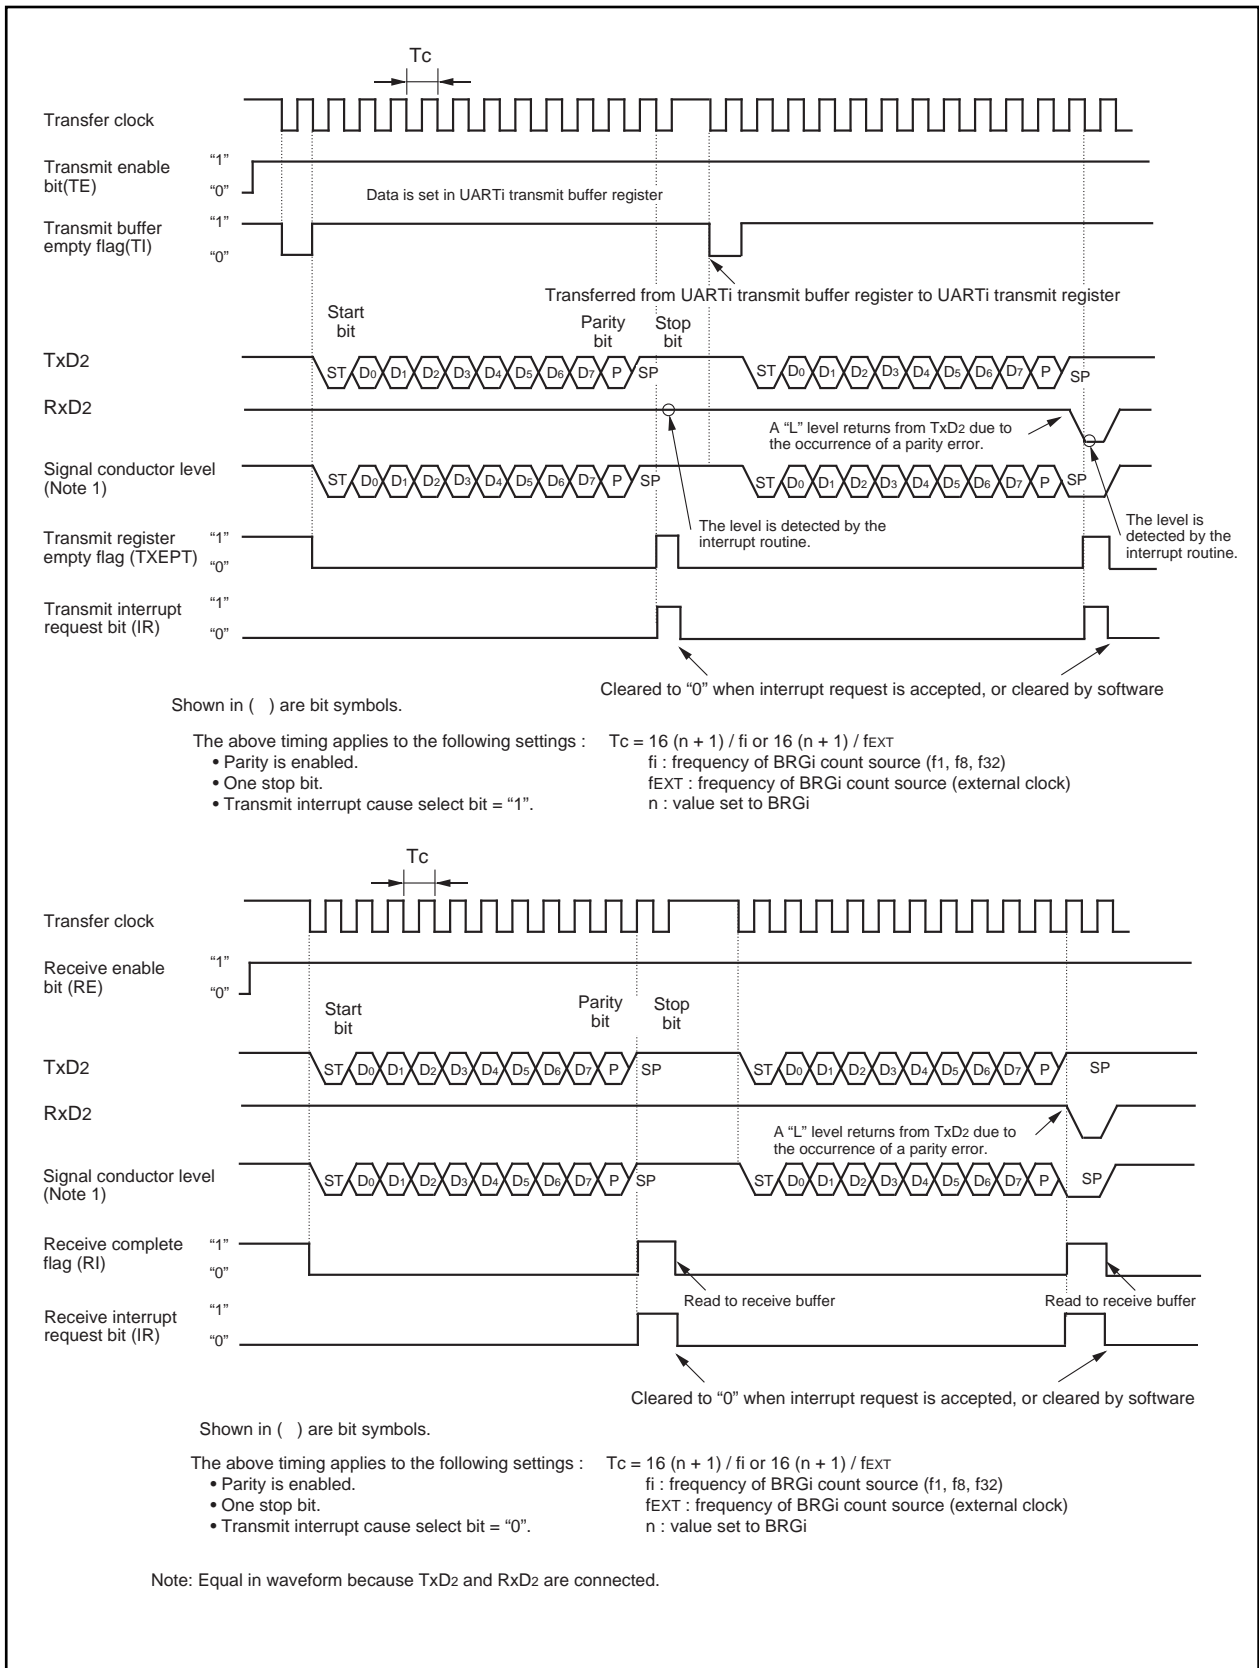 Tc
Transfer clock
Transmit enable
bit(TE)
“1”
“0”
Data is set in UARTi transmit buffer register
Transmit buffer
empty flag(TI)
“1”
“0”
Transferred from UARTi transmit buffer register to UARTi transmit register
Start
bit
Parity
bit
Stop
bit
TxD2
ST D0 D1 D2 D3 D4 D5 D6 D7 P SP
ST D0 D1 D2 D3 D4 D5 D6 D7 P SP
RxD2
A “L” level returns from TxD2 due to
the occurrence of a parity error.
Signal conductor level
(Note 1)
ST D0 D1 D2 D3 D4 D5 D6 D7 P SP
ST D0 D1 D2 D3 D4 D5 D6 D7 P SP
The level is detected by the
interrupt routine.
The level is
detected by the
interrupt routine.
Transmit register
empty flag (TXEPT)
“1”
“0”
Transmit interrupt
request bit (IR)
“1”
“0”
Cleared to “0” when interrupt request is accepted, or cleared by software
Shown in ( ) are bit symbols.
The above timing applies to the following settings :
• Parity is enabled.
• One stop bit.
• Transmit interrupt cause select bit = “1”.
Tc = 16 (n + 1) / fi or 16 (n + 1) / fEXT
fi : frequency of BRGi count source (f1, f8, f32)
fEXT : frequency of BRGi count source (external clock)
n : value set to BRGi
Tc
Transfer clock
Receive enable
bit (RE)
“1”
“0”
Start
bit
Parity
bit
Stop
bit
TxD2
ST D0 D1 D2 D3 D4 D5 D6 D7 P SP
ST D0 D1 D2 D3 D4 D5 D6 D7 P SP
RxD2
A “L” level returns from TxD2 due to
the occurrence of a parity error.
Signal conductor level
(Note 1)
ST D0 D1 D2 D3 D4 D5 D6 D7 P SP
ST D0 D1 D2 D3 D4 D5 D6 D7 P SP
Receive complete
flag (RI)
“1”
“0”
Read to receive buffer
Read to receive buffer
Receive interrupt
request bit (IR)
“1”
“0”
Cleared to “0” when interrupt request is accepted, or cleared by software
Shown in ( ) are bit symbols.
The above timing applies to the following settings :
• Parity is enabled.
• One stop bit.
• Transmit interrupt cause select bit = “0”.
Tc = 16 (n + 1) / fi or 16 (n + 1) / fEXT
fi : frequency of BRGi count source (f1, f8, f32)
fEXT : frequency of BRGi count source (external clock)
n : value set to BRGi
Note: Equal in waveform because TxD2 and RxD2 are connected.